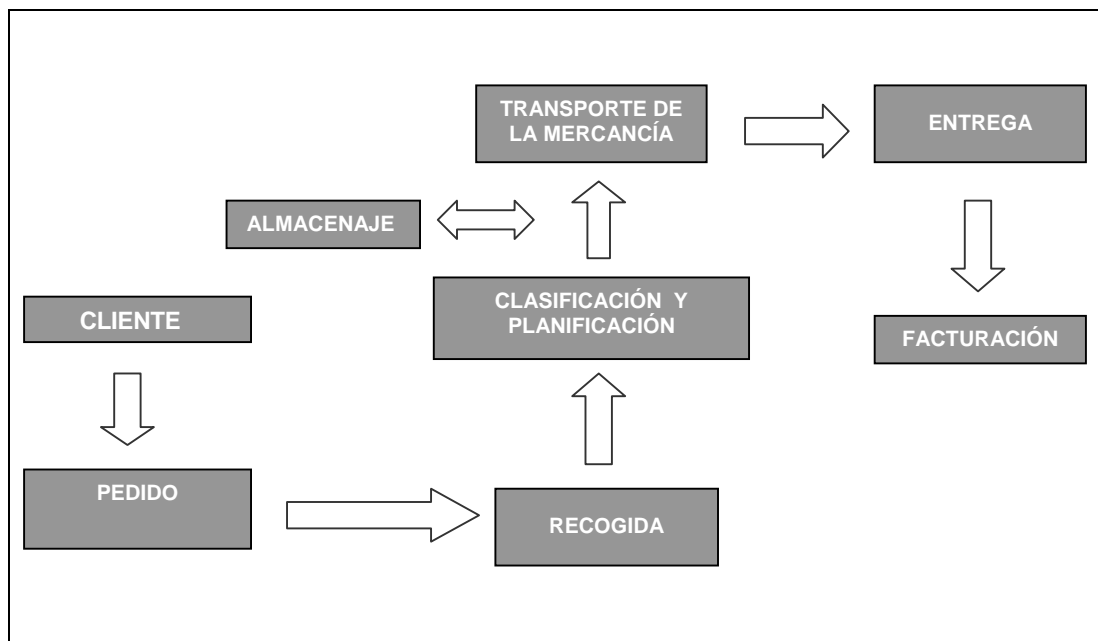 TRANSPORTE DE
LA MERCANCÍA
ENTREGA
ALMACENAJE
CLASIFICACIÓN Y
PLANIFICACIÓN
CLIENTE
FACTURACIÓN
PEDIDO
RECOGIDA